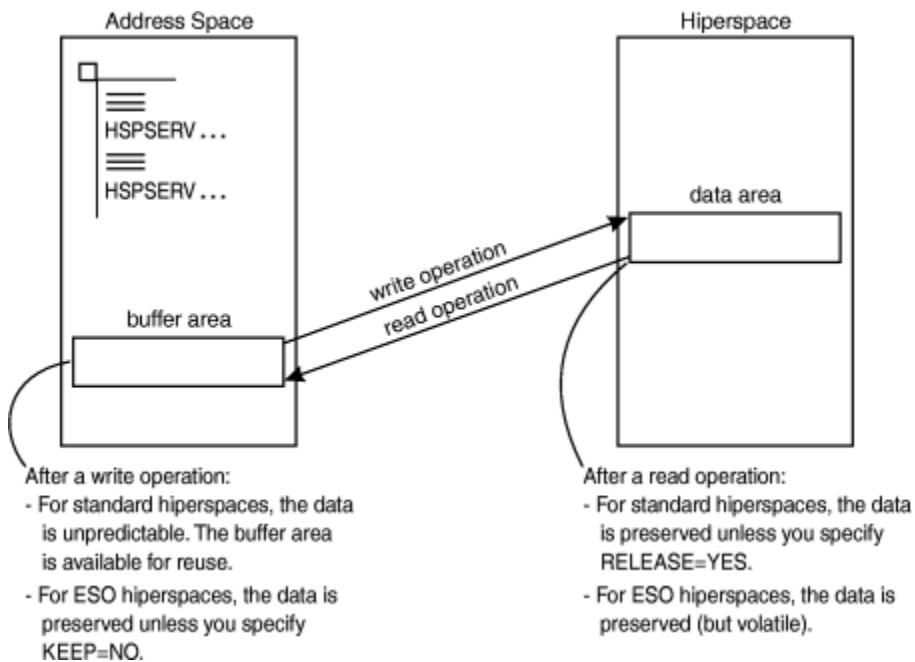 Address Space
Hiperspace
HSPSERV...
HSPSERV...
data area
write operation
read operation
buffer area
After a write operation:
- For standard hiperspaces, the data
is unpredictable. The buffer area
is available for reuse.
- For ESO hiperspaces, the data is
preserved unless you specify
KEEP=NO.
After a read operation:
- For standard hiperspaces, the data
is preserved unless you specify
RELEASE=YES.
- For ESO hiperspaces, the data is
preserved (but volatile).